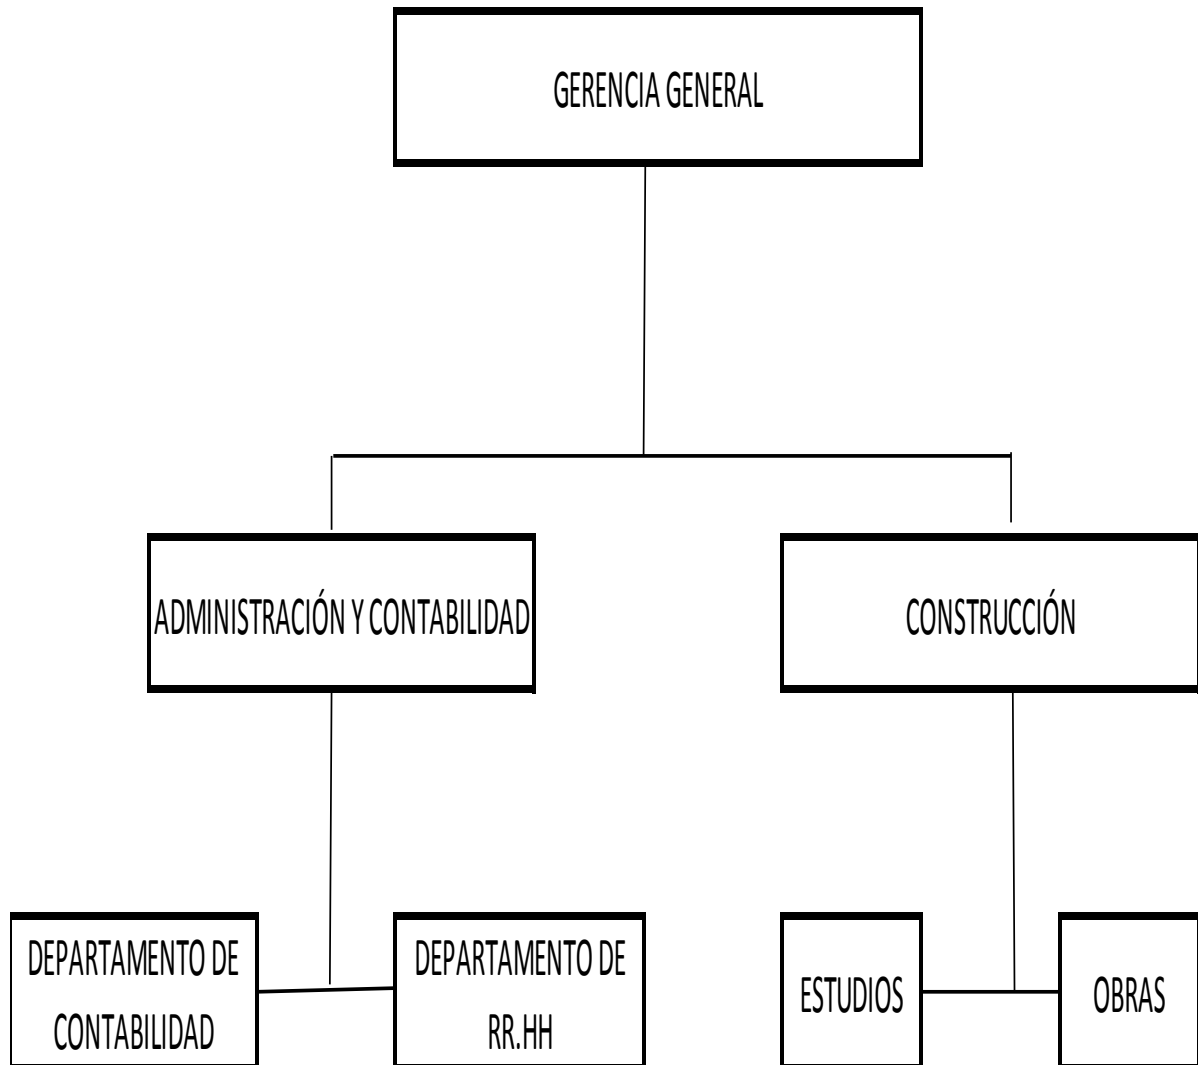 GERENCIA GENERAL
ADMINISTRACIÓN Y CONTABILIDAD
CONSTRUCCIÓN
DEPARTAMENTO DE
CONTABILIDAD
DEPARTAMENTO DE
RR.HH
ESTUDIOS
OBRAS